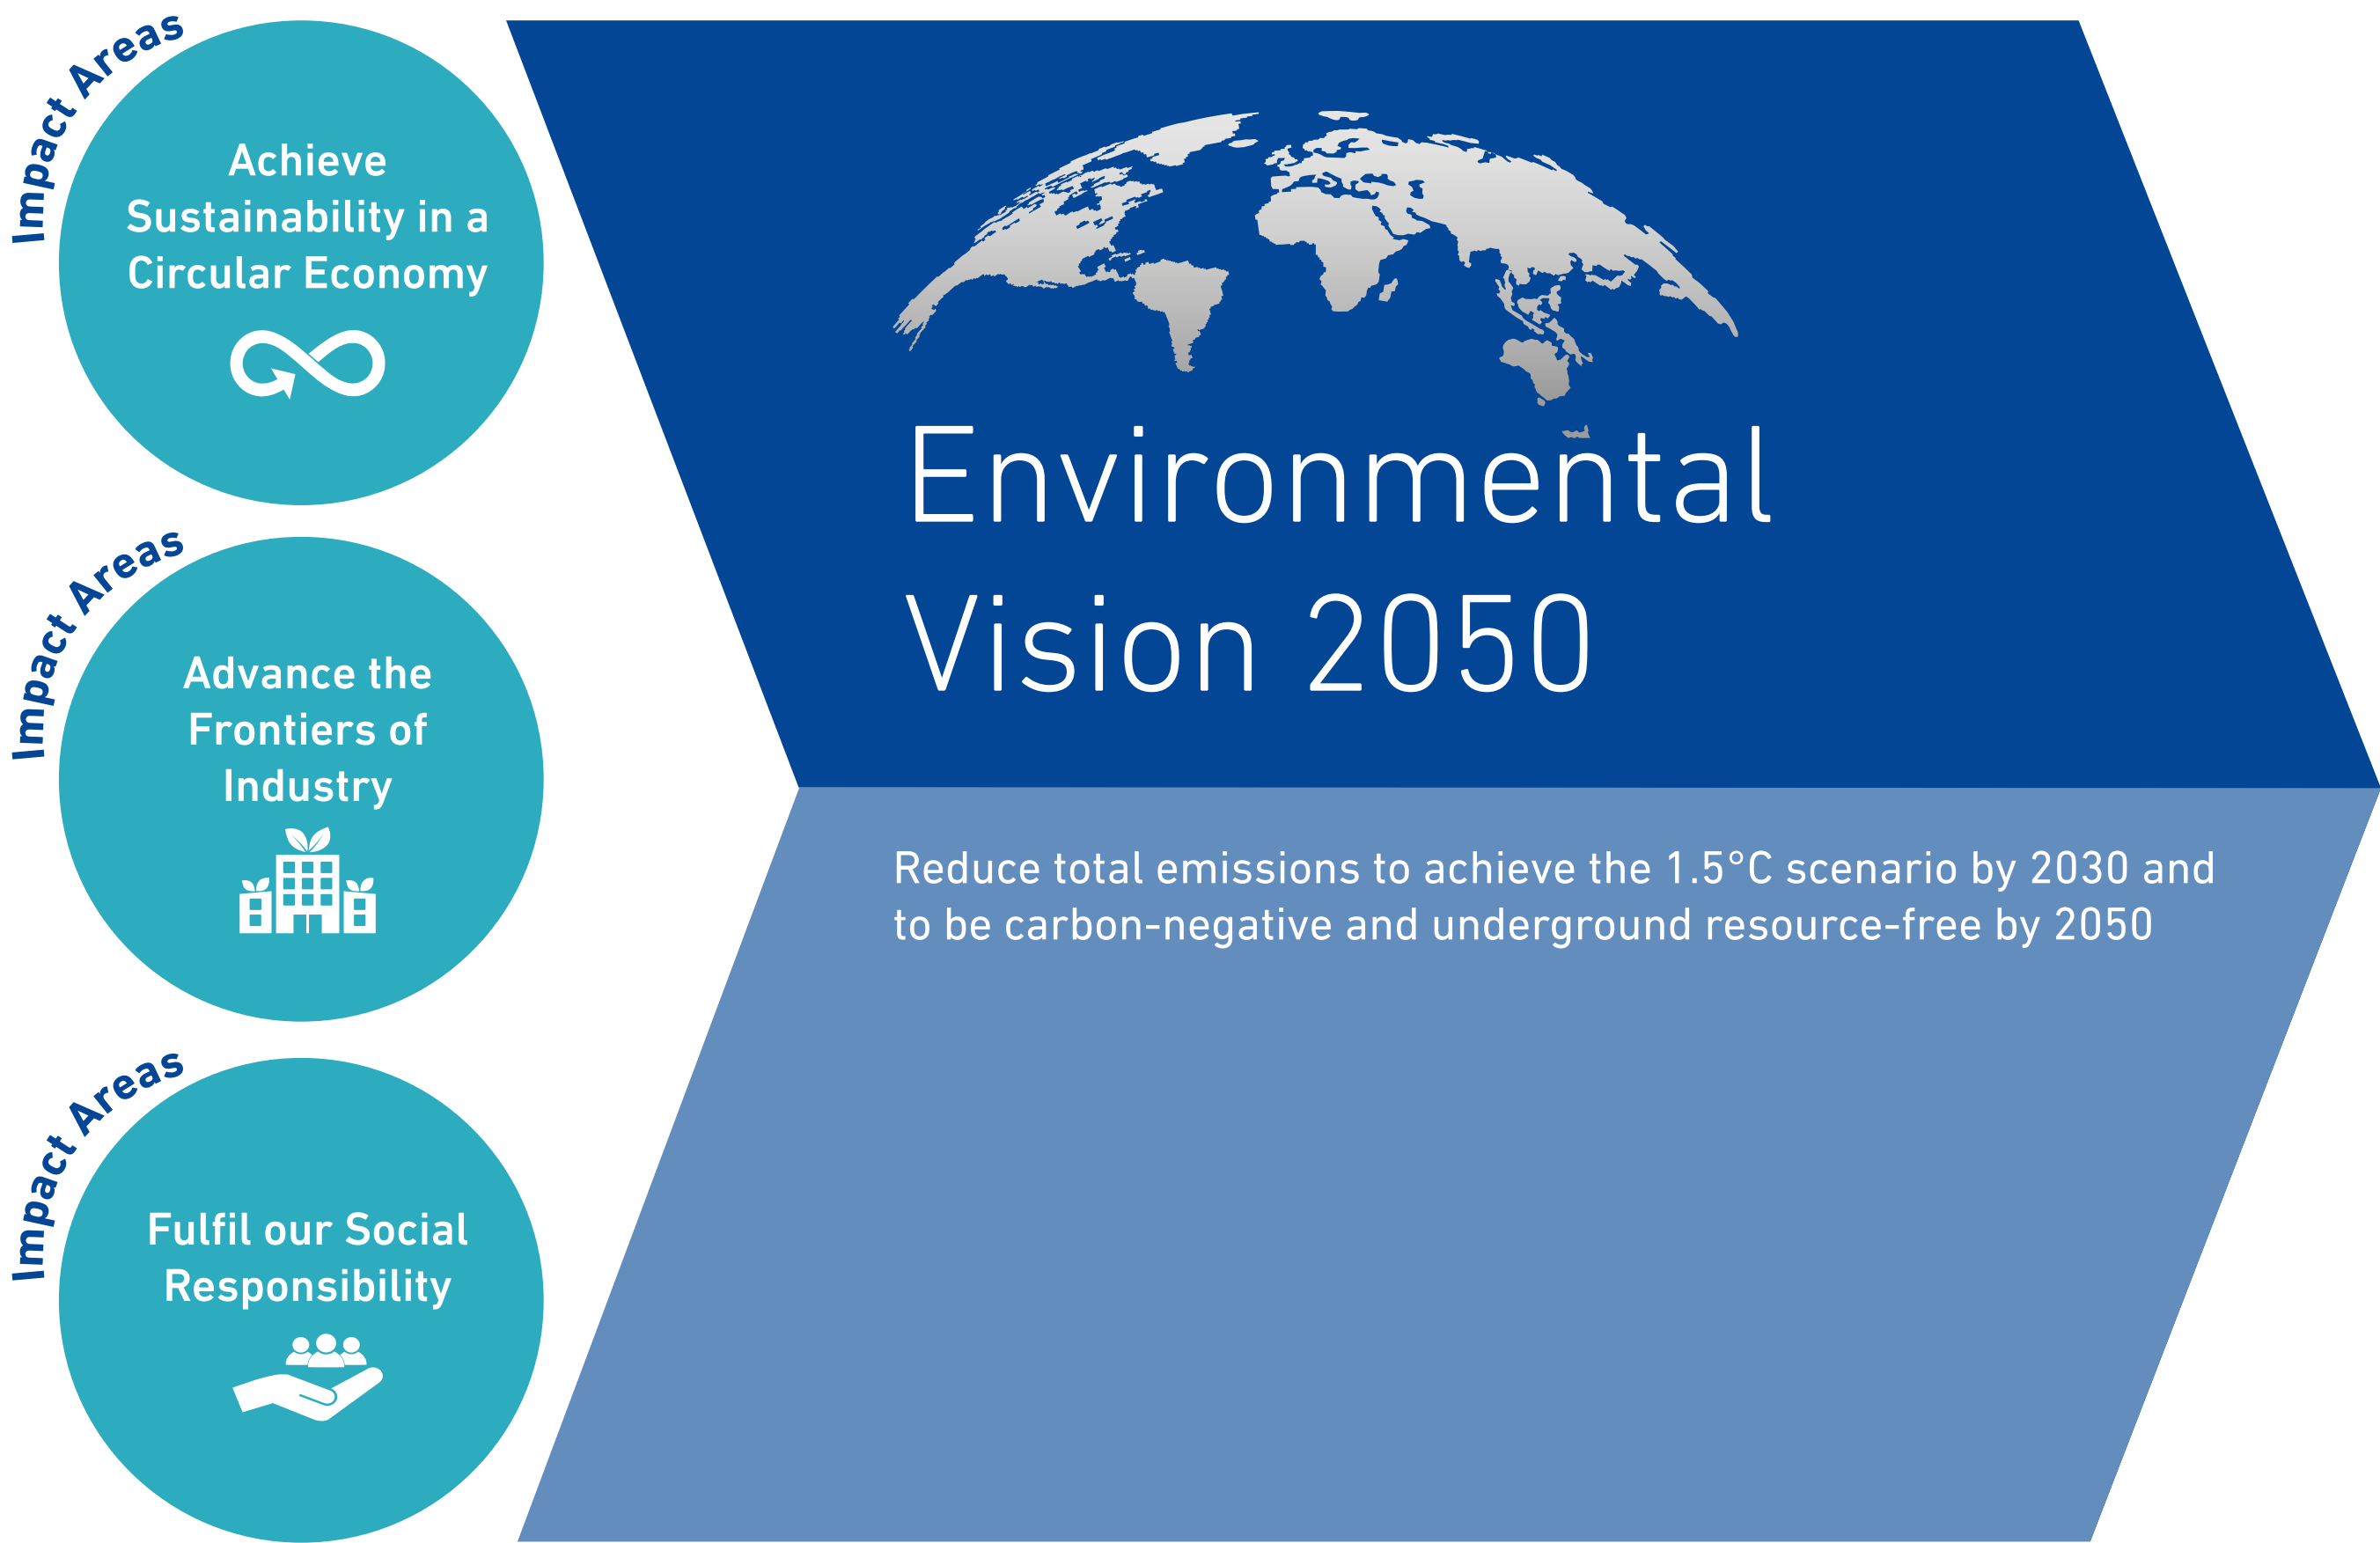 Impact Areas
Achieve
Sustainability in a
Circular Economy
Impact Areas
Advance the
Frontiers of
Industry
Impact Areas
Fulfil our Social
Responsibility
Environmental
Vision 2050
Reduce total emissions to achieve the 1.5°C scenario by 2030 and
to be carbon-negative and underground resource-free by 2050